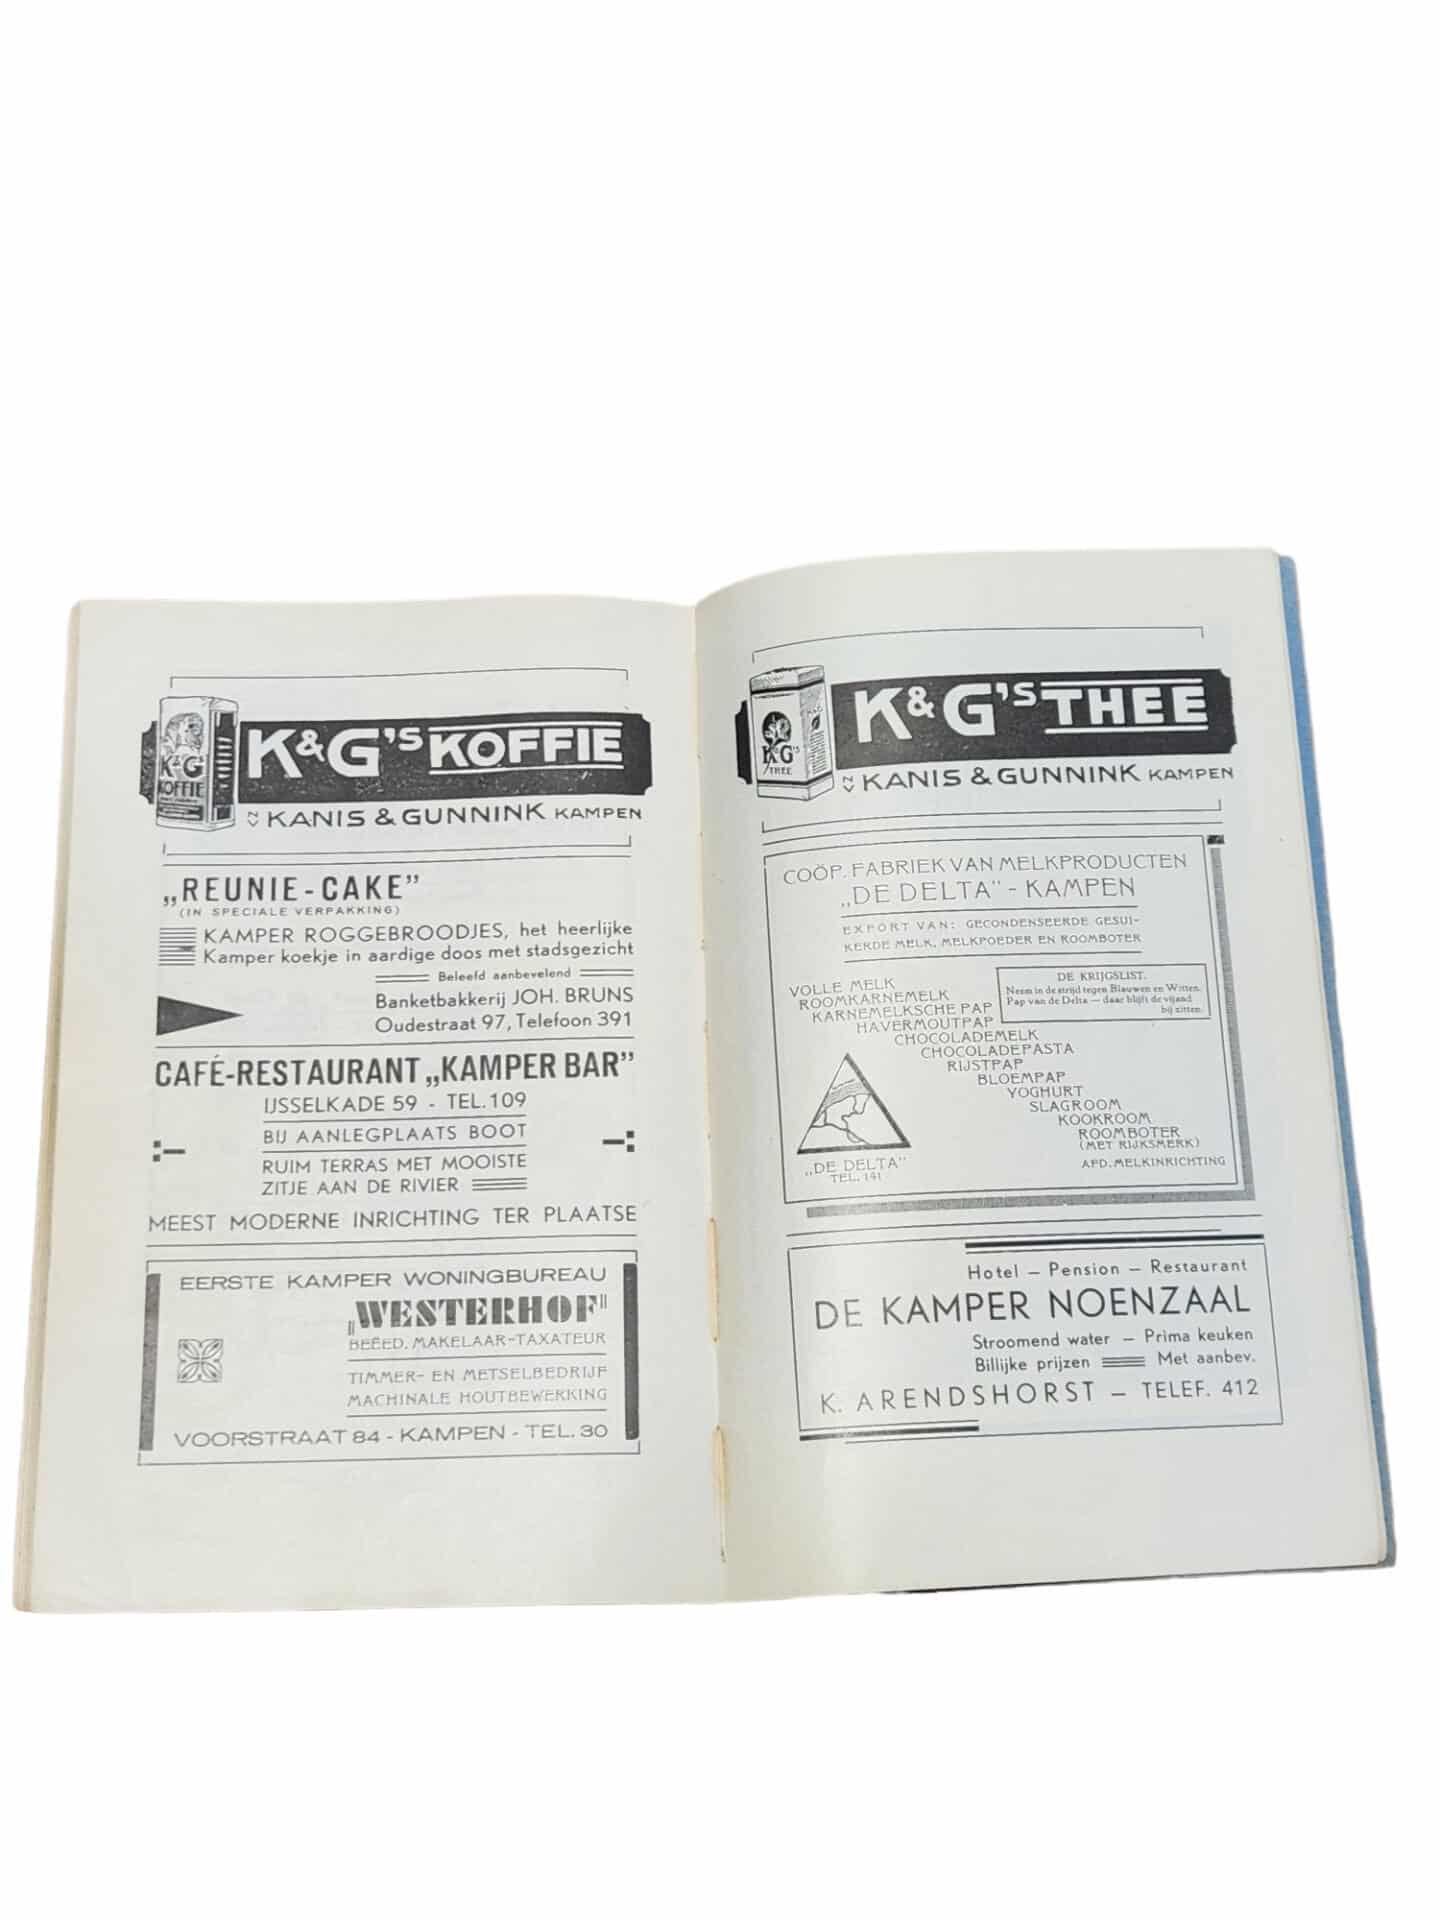 K&G'S KOFFIE
K&G'S
KOFFIE
NV KANIS & GUNNINK KAMPEN
„REUNIE-CAKE”
(IN SPECIALE VERPAKKING)
KAMPER ROGGEBROODJES, het heerlijke
Kamper koekje in aardige doos met stadsgezicht
Beleefd aanbevelend
Banketbakkerij JOH. BRUNS
Oudestraat 97, Telefoon 391
CAFÉ-RESTAURANT „KAMPER BAR”
IJSSELKADE 59 - TEL. 109
BIJ AANLEGPLAATS BOOT
RUIM TERRAS MET MOOISTE
ZITJE AAN DE RIVIER
MEEST MODERNE INRICHTING TER PLAATSE
EERSTE KAMPER WONINGBUREAU
„WESTERHOF”
BEËED. MAKELAAR-TAXATEUR
TIMMER- EN METSELBEDRIJF
MACHINALE HOUTBEWERKING
VOORSTRAAT 84 - KAMPEN - TEL. 30
K&G'S THEE
K&G'S
THEE
NV KANIS & GUNNINK KAMPEN
COÖP. FABRIEK VAN MELKPRODUCTEN
„DE DELTA” - KAMPEN
EXPORT VAN: GECONDENSEERDE GESUI-
KERDE MELK, MELKPOEDER EN ROOMBOTER
DE KRIJGSLIST.
Neem in de strijd tegen Blauwen en Witten,
Pap van de Delta — daar blijft de vijand
bij zitten.
VOLLE MELK
ROOMKARNEMELK
KARNEMELKSCHE PAP
HAVERMOUTPAP
CHOCOLADEMELK
CHOCOLADEPASTA
RIJSTPAP
BLOEMPAP
YOGHURT
SLAGROOM
KOOKROOM
ROOMBOTER
(MET RIJKSMERK)
AFD. MELKINRICHTING
„DE DELTA”
TEL. 141
Hotel – Pension – Restaurant
DE KAMPER NOENZAAL
Stroomend water – Prima keuken
Billijke prijzen Met aanbev.
K. ARENDSHORST – TELEF. 412